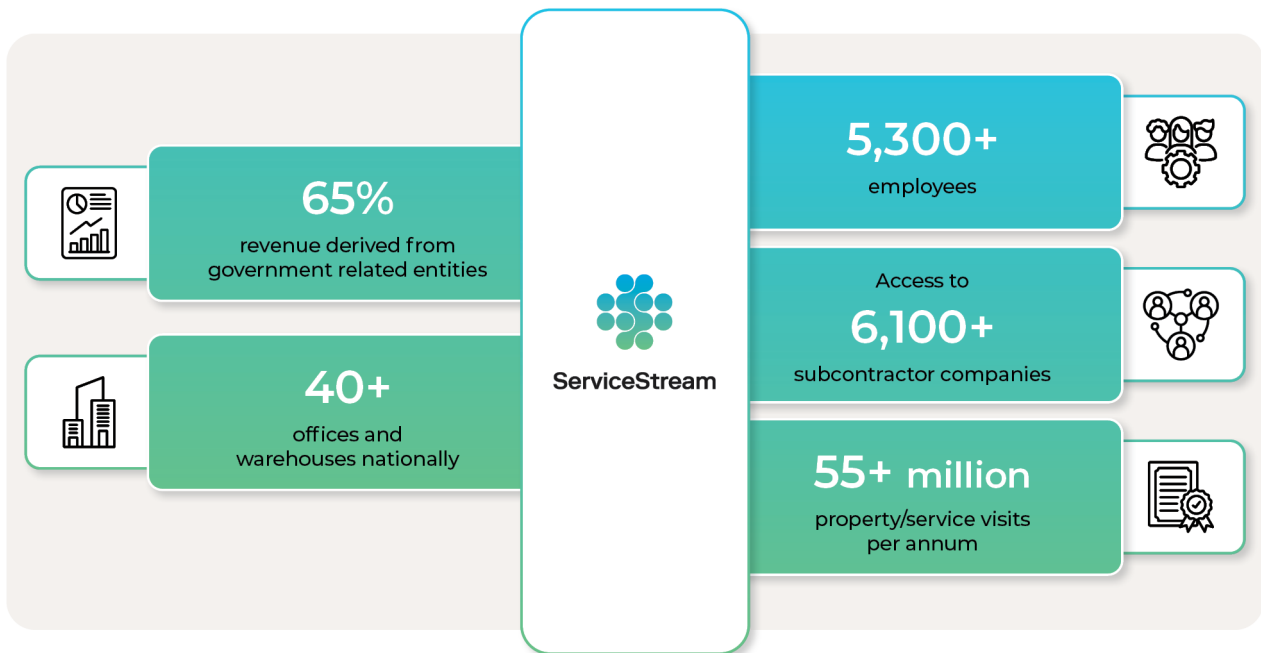 65%
revenue derived from
government related entities
40+
offices and
warehouses nationally
ServiceStream
5,300+
employees
Access to
6,100+
subcontractor companies
55+ million
property/service visits
per annum